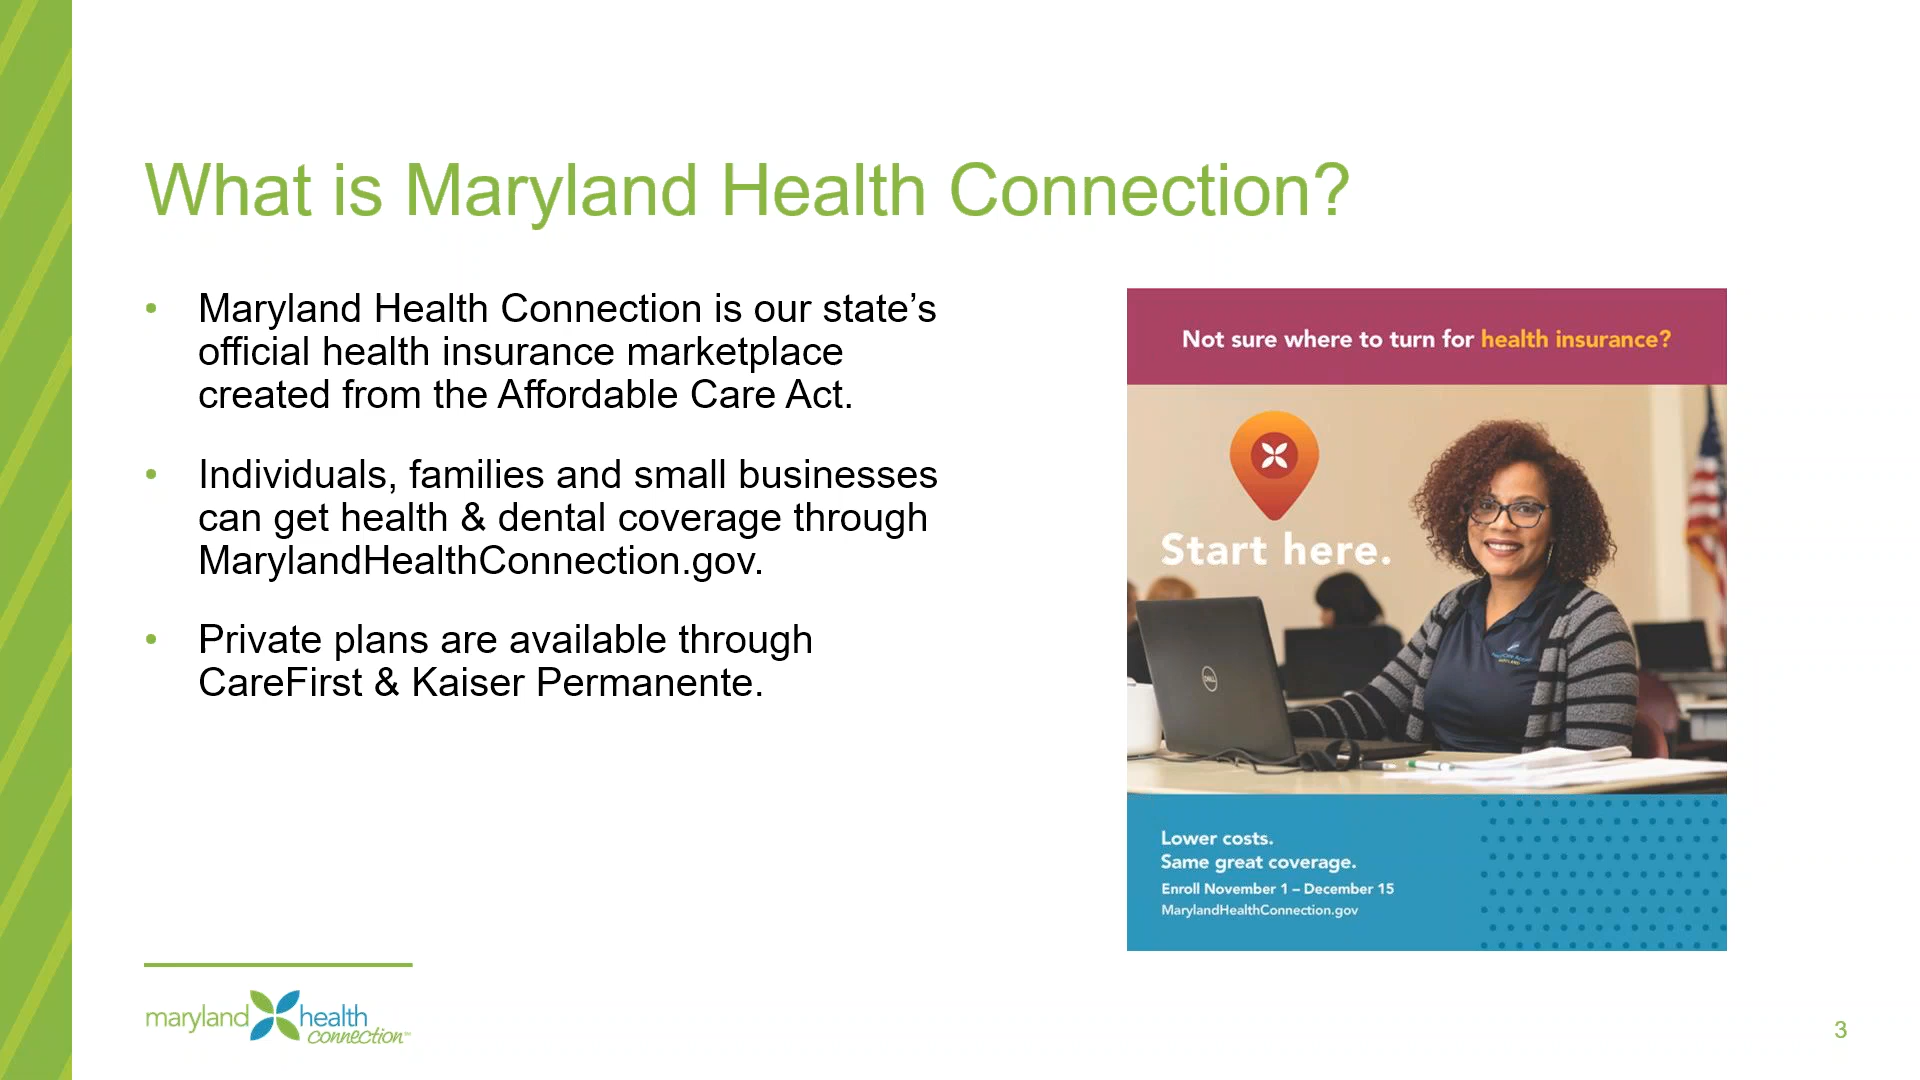 What is Maryland Health Connection?
• Maryland Health Connection is our state’s
official health insurance marketplace
created from the Affordable Care Act.
• Individuals, families and small businesses
can get health & dental coverage through
MarylandHealthConnection.gov.
• Private plans are available through
CareFirst & Kaiser Permanente.
Not sure where to turn for health insurance?
Start here.
DELL
Lower costs.
Same great coverage.
Enroll November 1 – December 15
MarylandHealthConnection.gov
maryland health
connection
3